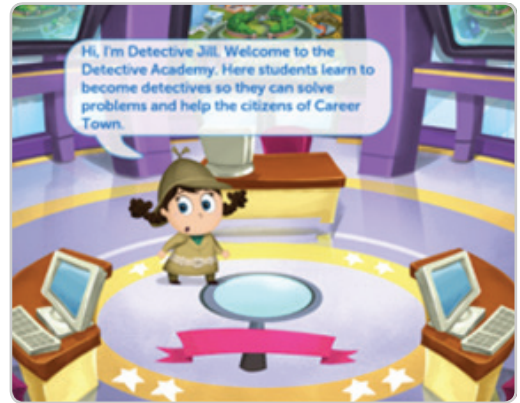 Hi, I'm Detective Jill. Welcome to the
Detective Academy. Here students learn to
become detectives so they can solve
problems and help the citizens of Career
Town.